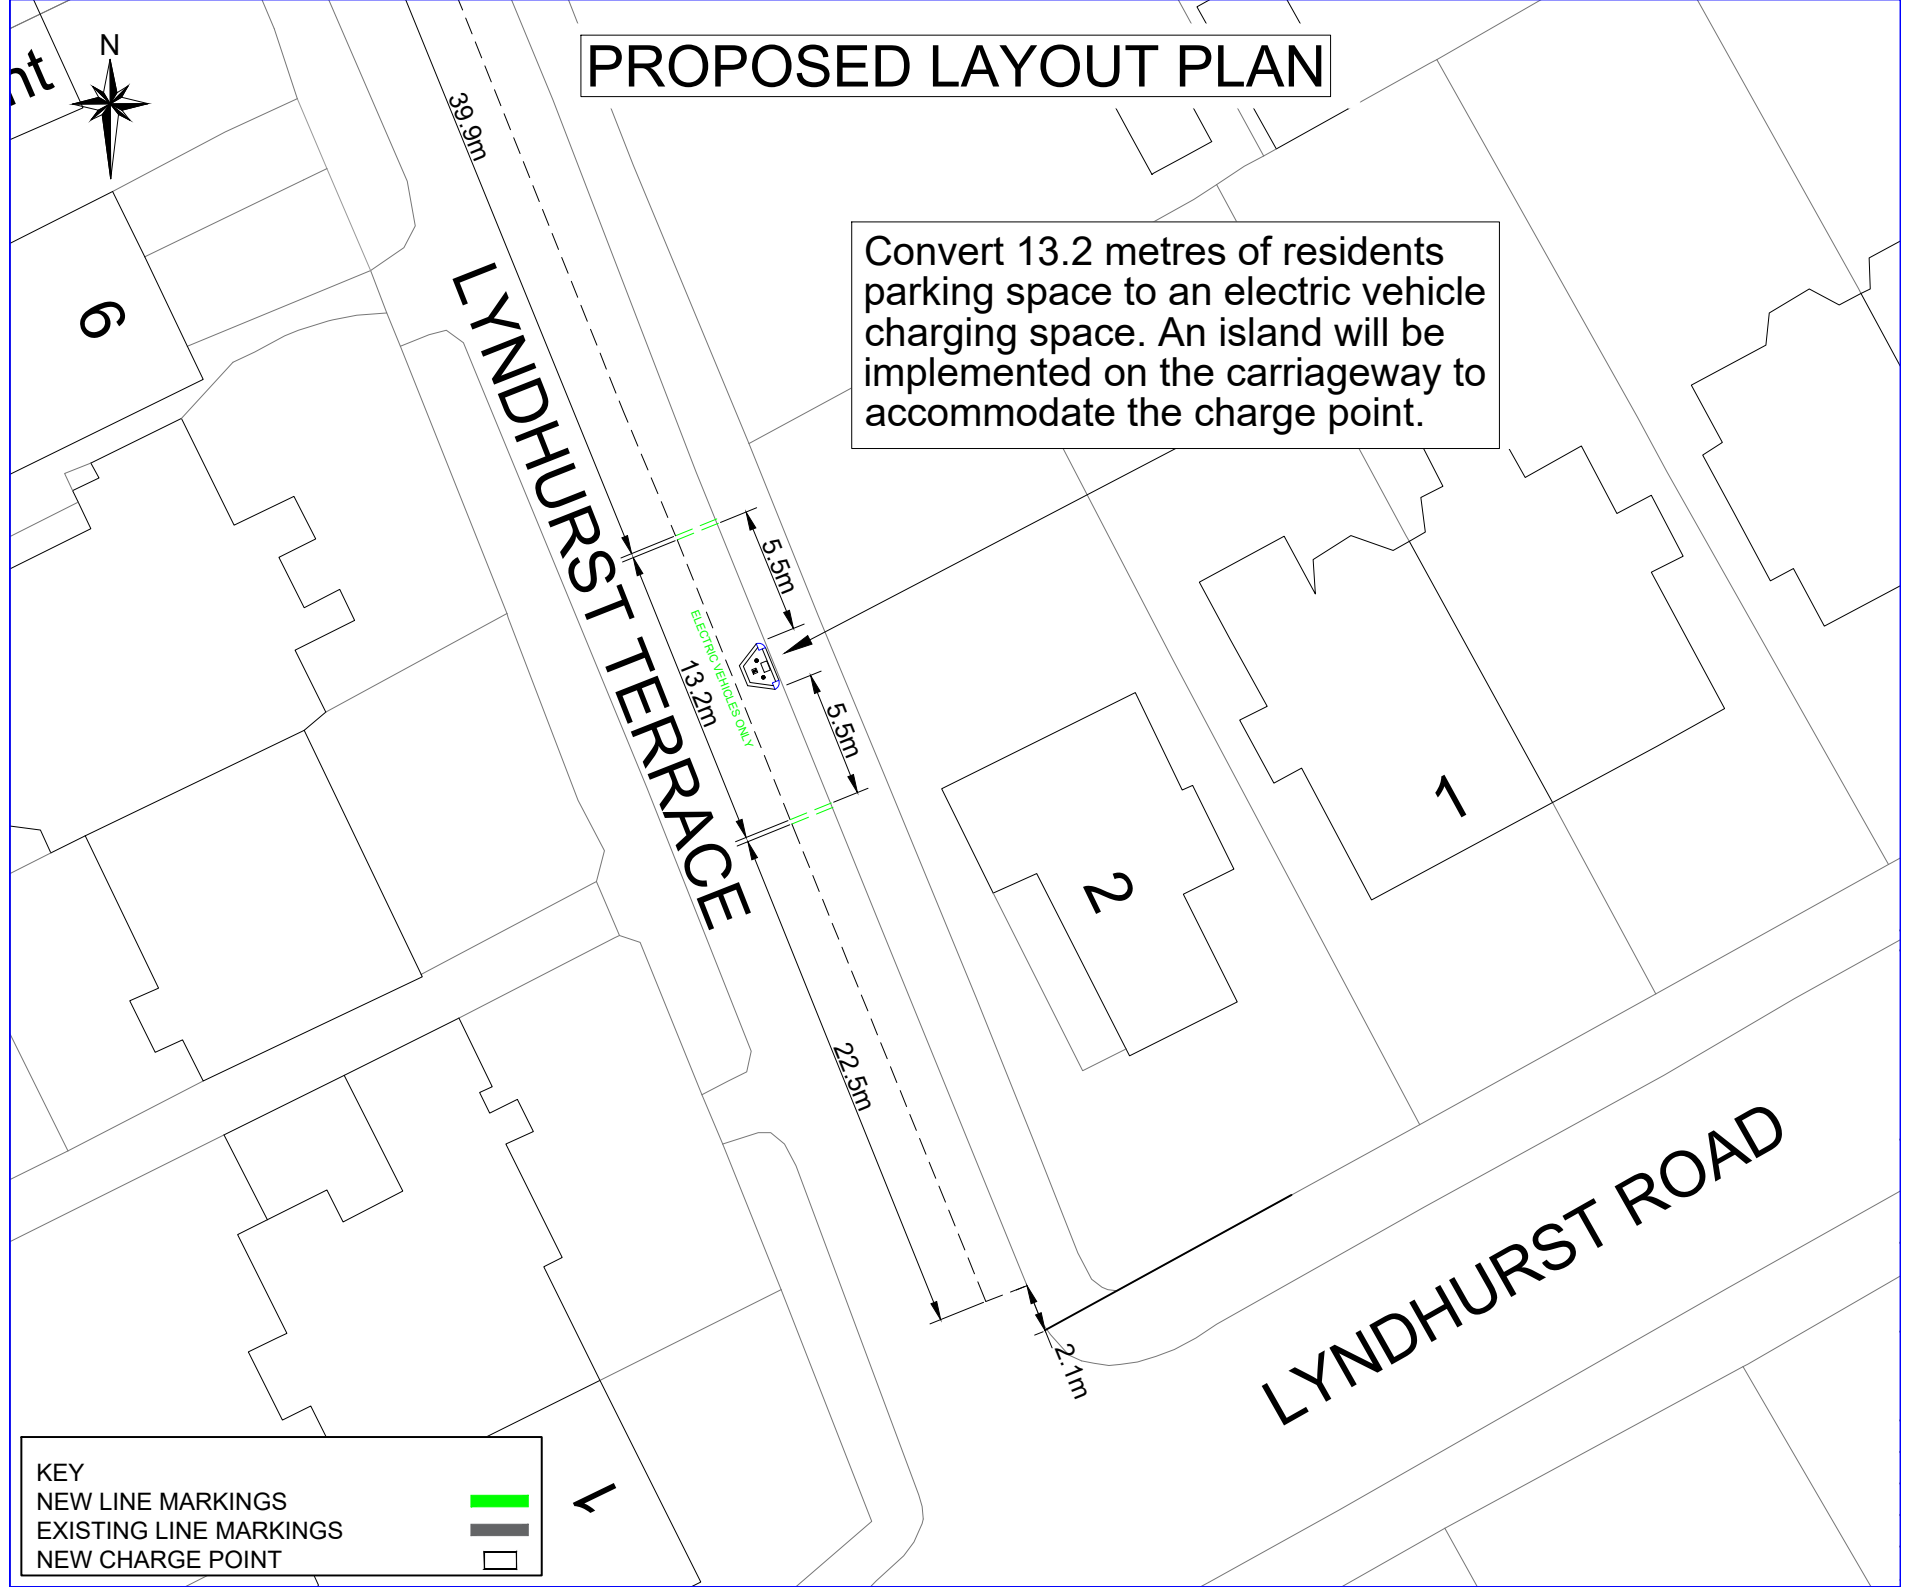 PROPOSED LAYOUT PLAN
N
nt
39.9m
Convert 13.2 metres of residents
parking space to an electric vehicle
charging space. An island will be
implemented on the carriageway to
accommodate the charge point.
6
LYNDHURST TERRACE
5.5m
ELECTRIC VEHICLES ONLY
13.2m
5.5m
1
2
22.5m
2.1m
LYNDHURST ROAD
1
KEY
NEW LINE MARKINGS
EXISTING LINE MARKINGS
NEW CHARGE POINT